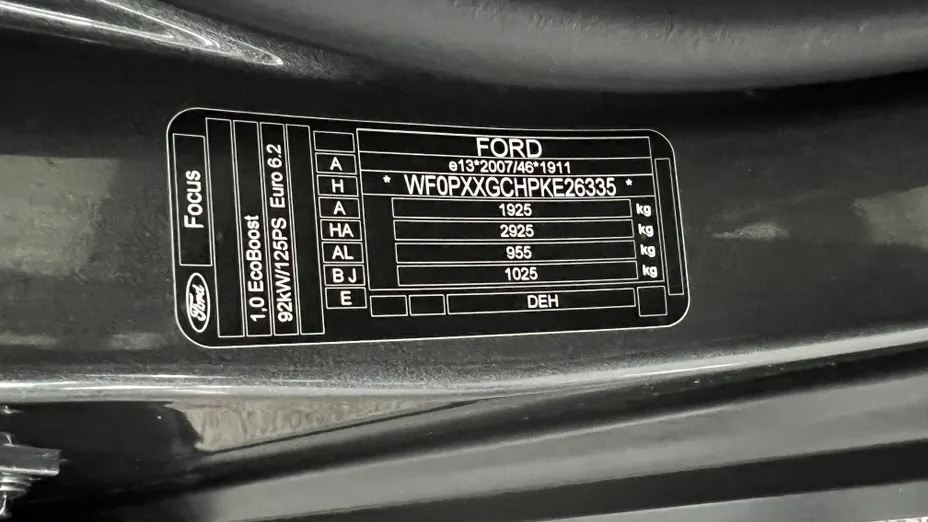 Focus
Ford
1,0 EcoBoost
92kW/125PS Euro 6.2
A
H
A
HA
AL
B J
E
FORD
e13*2007/46*1911
* WF0PXXGCHPKE26335 *
1925 kg
2925 kg
955 kg
1025 kg
DEH